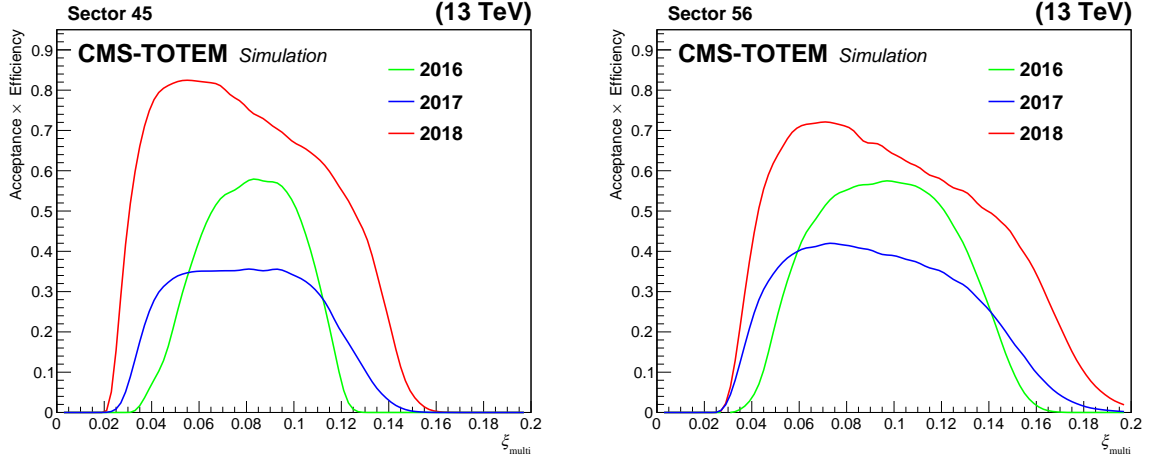 Sector 45 (13 TeV)
CMS-TOTEM Simulation
2016
2017
2018
Acceptance × Efficiency
0.9
0.8
0.7
0.6
0.5
0.4
0.3
0.2
0.1
0
0 0.02 0.04 0.06 0.08 0.1 0.12 0.14 0.16 0.18 0.2
ξmulti
Sector 56 (13 TeV)
CMS-TOTEM Simulation
2016
2017
2018
Acceptance × Efficiency
0.9
0.8
0.7
0.6
0.5
0.4
0.3
0.2
0.1
0
0 0.02 0.04 0.06 0.08 0.1 0.12 0.14 0.16 0.18 0.2
ξmulti